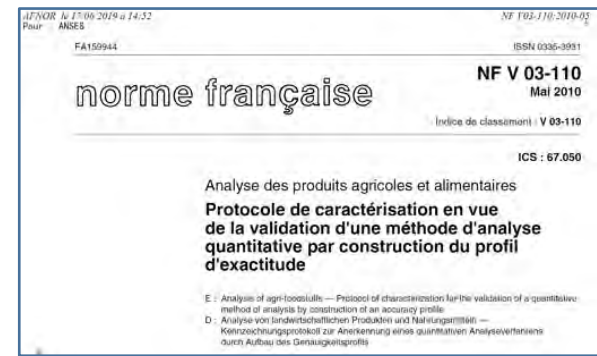 AFNOR le 17/06/2019 à 14:52
NF V03-110:2010-05
Pour ANSES
FA159944
ISSN 0335-3931
norme française
NF V 03-110
Mai 2010
Indice de classement : V 03-110
ICS : 67.050
Analyse des produits agricoles et alimentaires
Protocole de caractérisation en vue
de la validation d'une méthode d'analyse
quantitative par construction du profil
d'exactitude
E : Analysis of agri-foodstuffs — Protocol of characterization for the validation of a quantitative
method of analysis by construction of an accuracy profile
D : Analyse von landwirtschaftlichen Produkten und Nahrungsmitteln —
Kennzeichnungsprotokoll zur Anerkennung eines quantitativen Analyseverfahrens
durch Aufbau des Genauigkeitsprofils